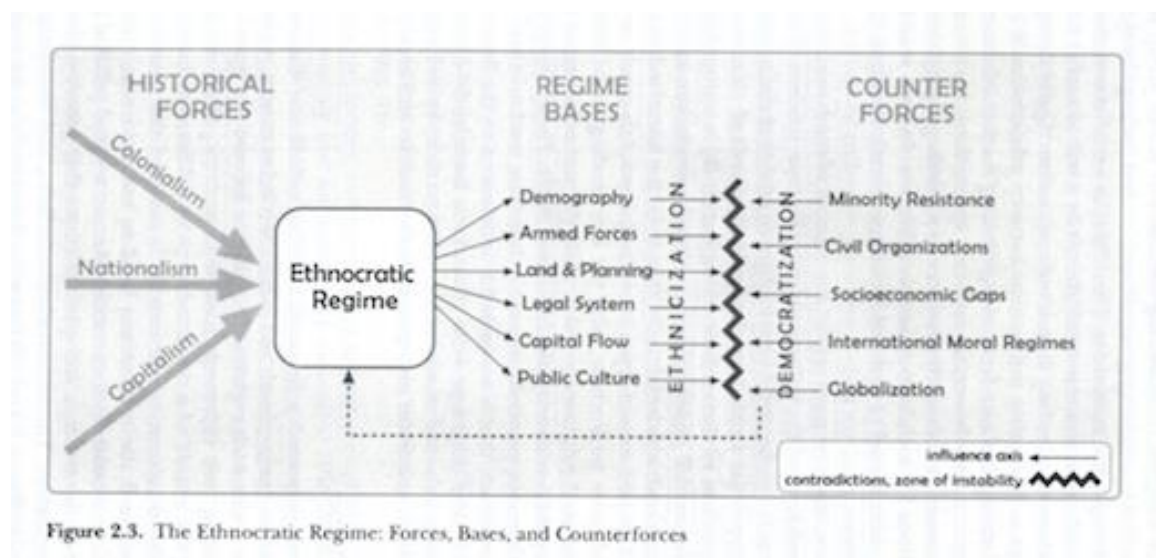 HISTORICAL
FORCES
REGIME
BASES
COUNTER
FORCES
Colonialism
Nationalism
Capitalism
Ethnocratic
Regime
Demography
Armed Forces
Land & Planning
Legal System
Capital Flow
Public Culture
ETHNICIZATION
DEMOCRATIZATION
Minority Resistance
Civil Organizations
Socioeconomic Gaps
International Moral Regimes
Globalization
influence axis
contradictions, zone of instability
Figure 2.3. The Ethnocratic Regime: Forces, Bases, and Counterforces